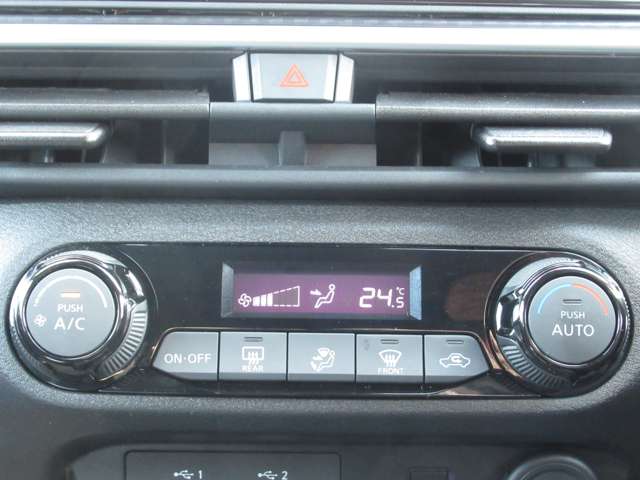 24.5 °C
PUSH
A/C
PUSH
AUTO
ON·OFF
REAR
FRONT
1
2